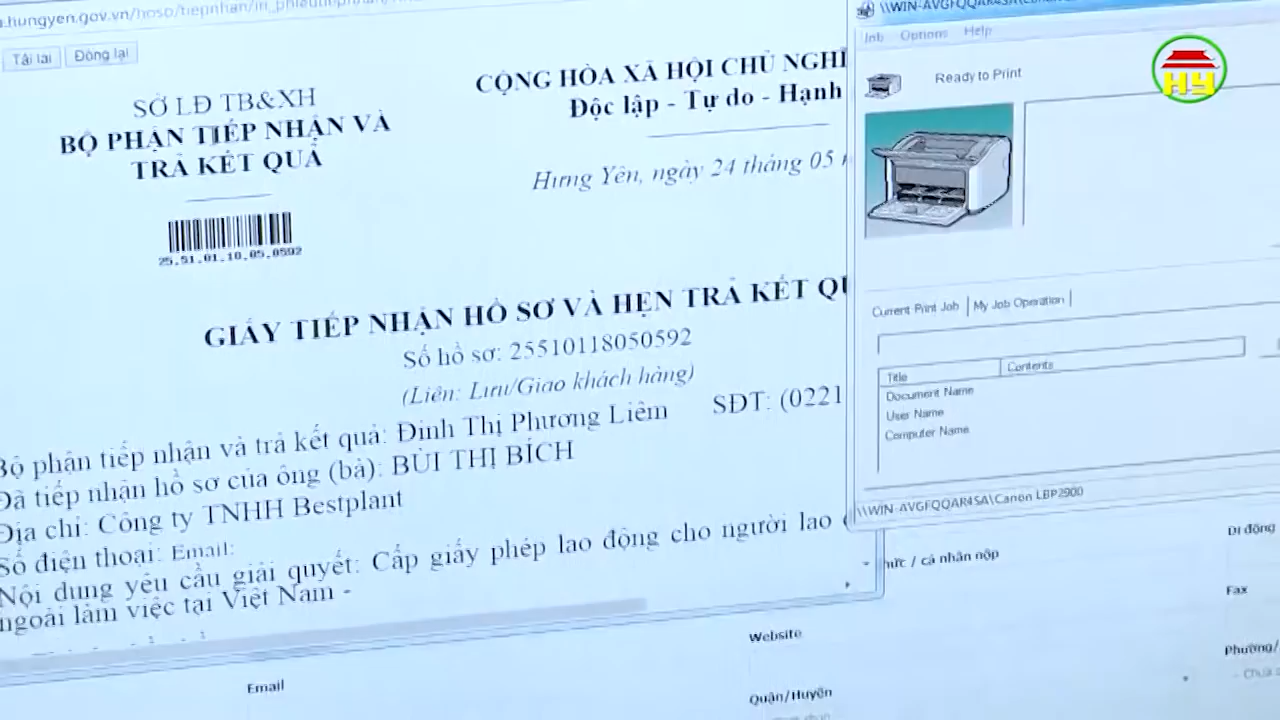 .hungyen.gov.vn/hoso/tiepnhan/in_phieutiepnhan/
Tải lại Đóng lại
SỞ LĐ TB&XH
BỘ PHẬN TIẾP NHẬN VÀ
TRẢ KẾT QUẢ
25.51.01.10.05.0592
CỘNG HÒA XÃ HỘI CHỦ NGHĨ
Độc lập - Tự do - Hạnh
Hưng Yên, ngày 24 tháng 05
GIẤY TIẾP NHẬN HỒ SƠ VÀ HẸN TRẢ KẾT QU
Số hồ sơ: 25510118050592
(Liên: Lưu/Giao khách hàng)
Bộ phận tiếp nhận và trả kết quả: Đinh Thị Phương Liêm SĐT: (0221
Đã tiếp nhận hồ sơ của ông (bà): BÙI THỊ BÍCH
Địa chỉ: Công ty TNHH Bestplant
Số điện thoại: Email:
Nội dung yêu cầu giải quyết: Cấp giấy phép lao động cho người lao
ngoài làm việc tại Việt Nam -
\\WIN-AVGFQQAR4SA\
Job Options Help
Ready to Print
HY
Current Print Job My Job Operation
Title Contents
Document Name
User Name
Computer Name
\\WIN-AVGFQQAR4SA\Canon LBP2900
hức / cá nhân nộp
Di động
Fax
Website
Phường/
Email
Quận/Huyện